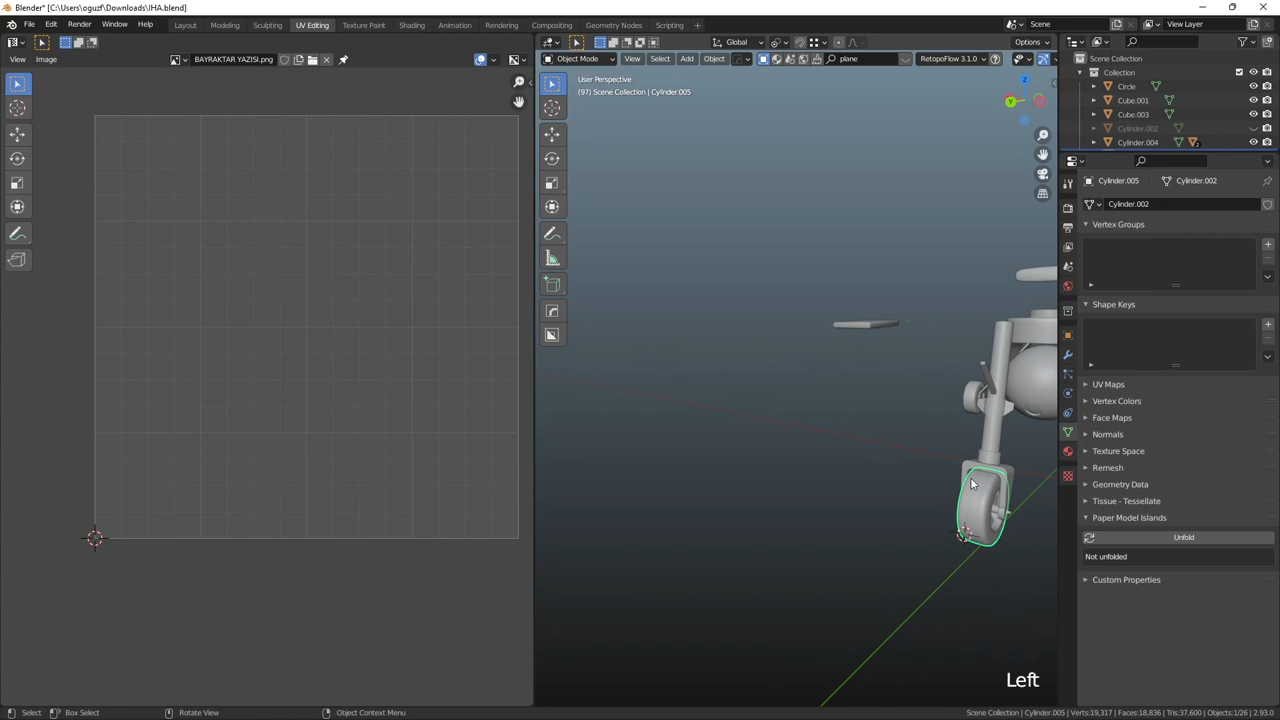 Blender* [C:\Users\oguzf\Downloads\IHA.blend]
File Edit Render Window Help Layout Modeling Sculpting UV Editing Texture Paint Shading Animation Rendering Compositing Geometry Nodes Scripting + Scene View Layer
Global Options
View Image BAYRAKTAR YAZISI.png Object Mode View Select Add Object plane RetopoFlow 3.1.0
Scene Collection
Collection
Circle
Cube.001
Cube.003
Cylinder.002
Cylinder.004 2
User Perspective
(97) Scene Collection | Cylinder.005
Z
Y
Cylinder.005 Cylinder.002
Cylinder.002
Vertex Groups
Shape Keys
UV Maps
Vertex Colors
Face Maps
Normals
Texture Space
Remesh
Geometry Data
Tissue - Tessellate
Paper Model Islands
Unfold
Not unfolded
Custom Properties
Left
Select Box Select Rotate View Object Context Menu Scene Collection | Cylinder.005 | Verts:19,317 | Faces:18,836 | Tris:37,600 | Objects:1/26 | 2.93.0